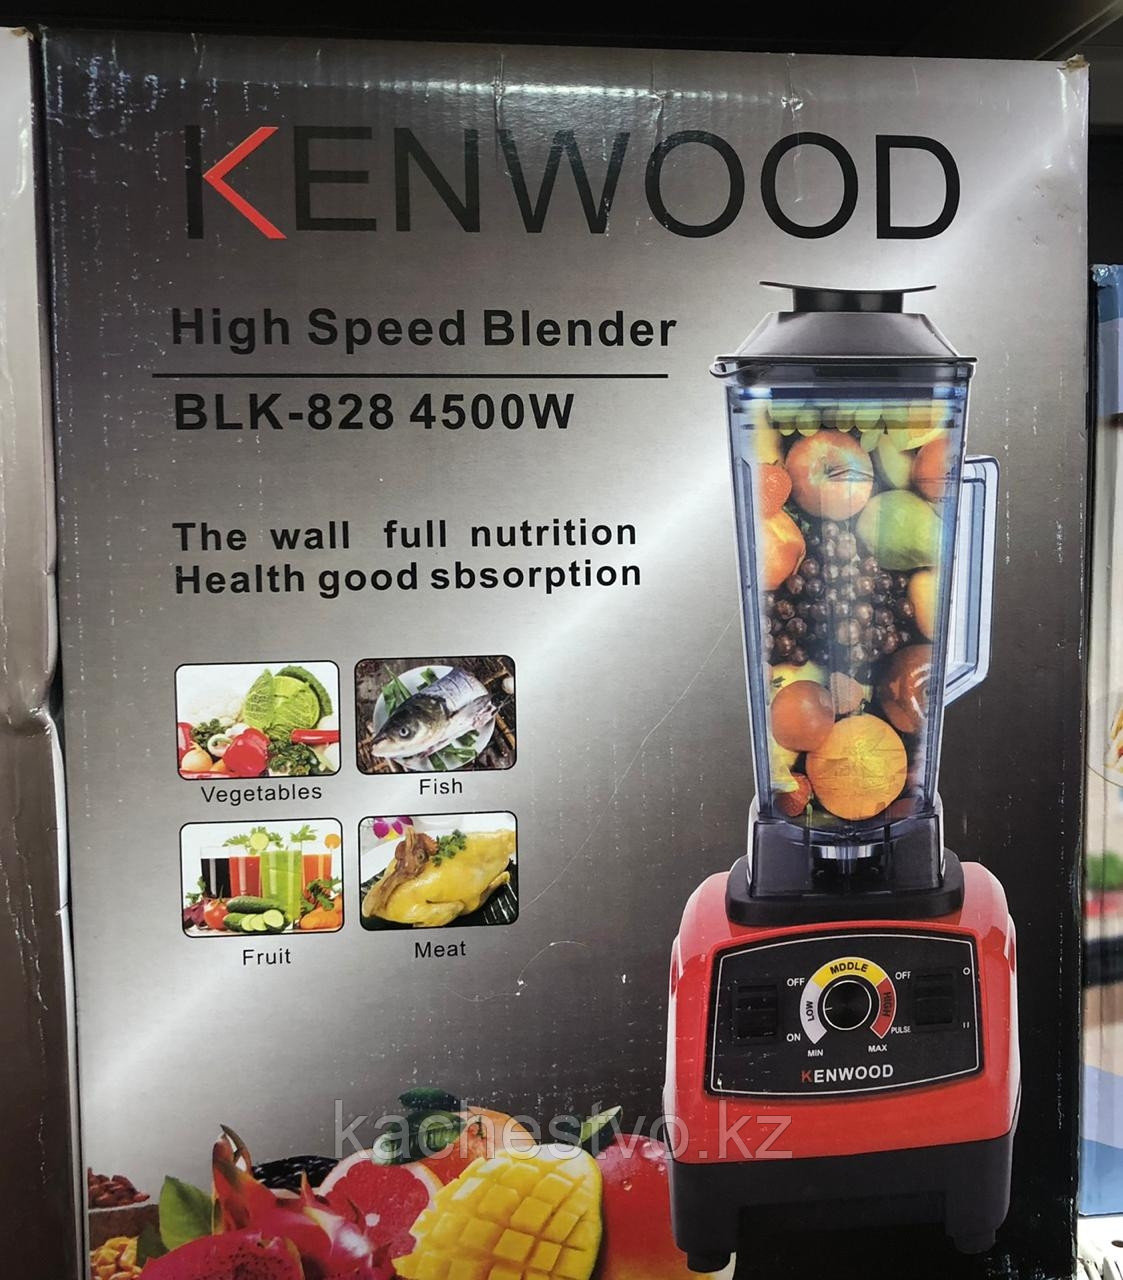 KENWOOD
High Speed Blender
BLK-828 4500W
The wall full nutrition
Health good sbsorption
Vegetables
Fish
Fruit
Meat
OFF
MDDLE
OFF
O
LOW
HIGH
ON
PULSE
II
MIN
MAX
KENWOOD
kachestvo.kz